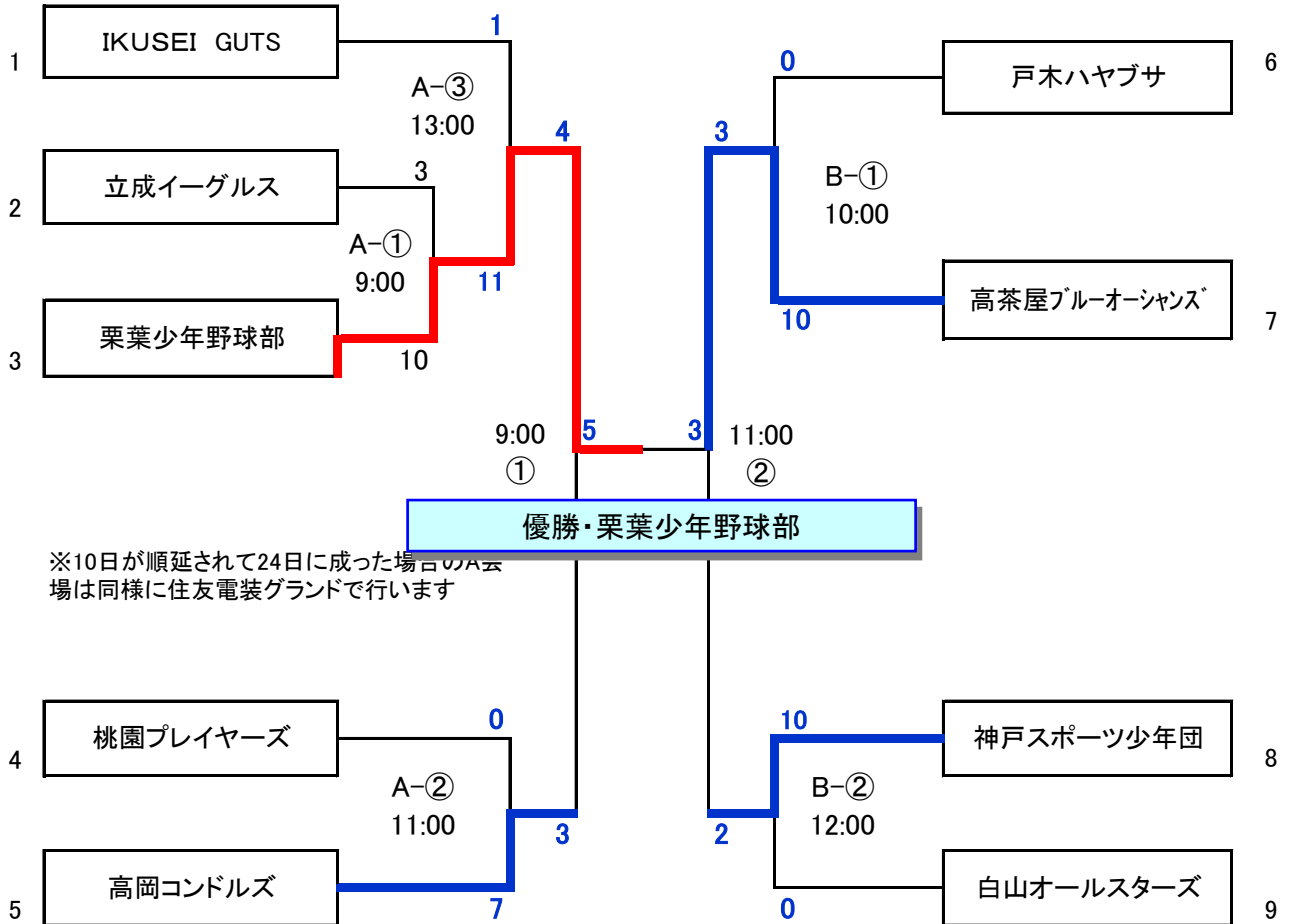 1
IKUSEI GUTS
1
A-③
13:00
4
2
立成イーグルス
3
A-①
9:00
11
3
栗葉少年野球部
10
0
戸木ハヤブサ
6
3
B-①
10:00
10
高茶屋ブルーオーシャンズ
7
9:00
①
5
3
11:00
②
優勝・栗葉少年野球部
※10日が順延されて24日に成った場合のA会
場は同様に住友電装グランドで行います
4
桃園プレイヤーズ
0
A-②
11:00
3
5
高岡コンドルズ
7
10
神戸スポーツ少年団
8
B-②
12:00
2
0
白山オールスターズ
9